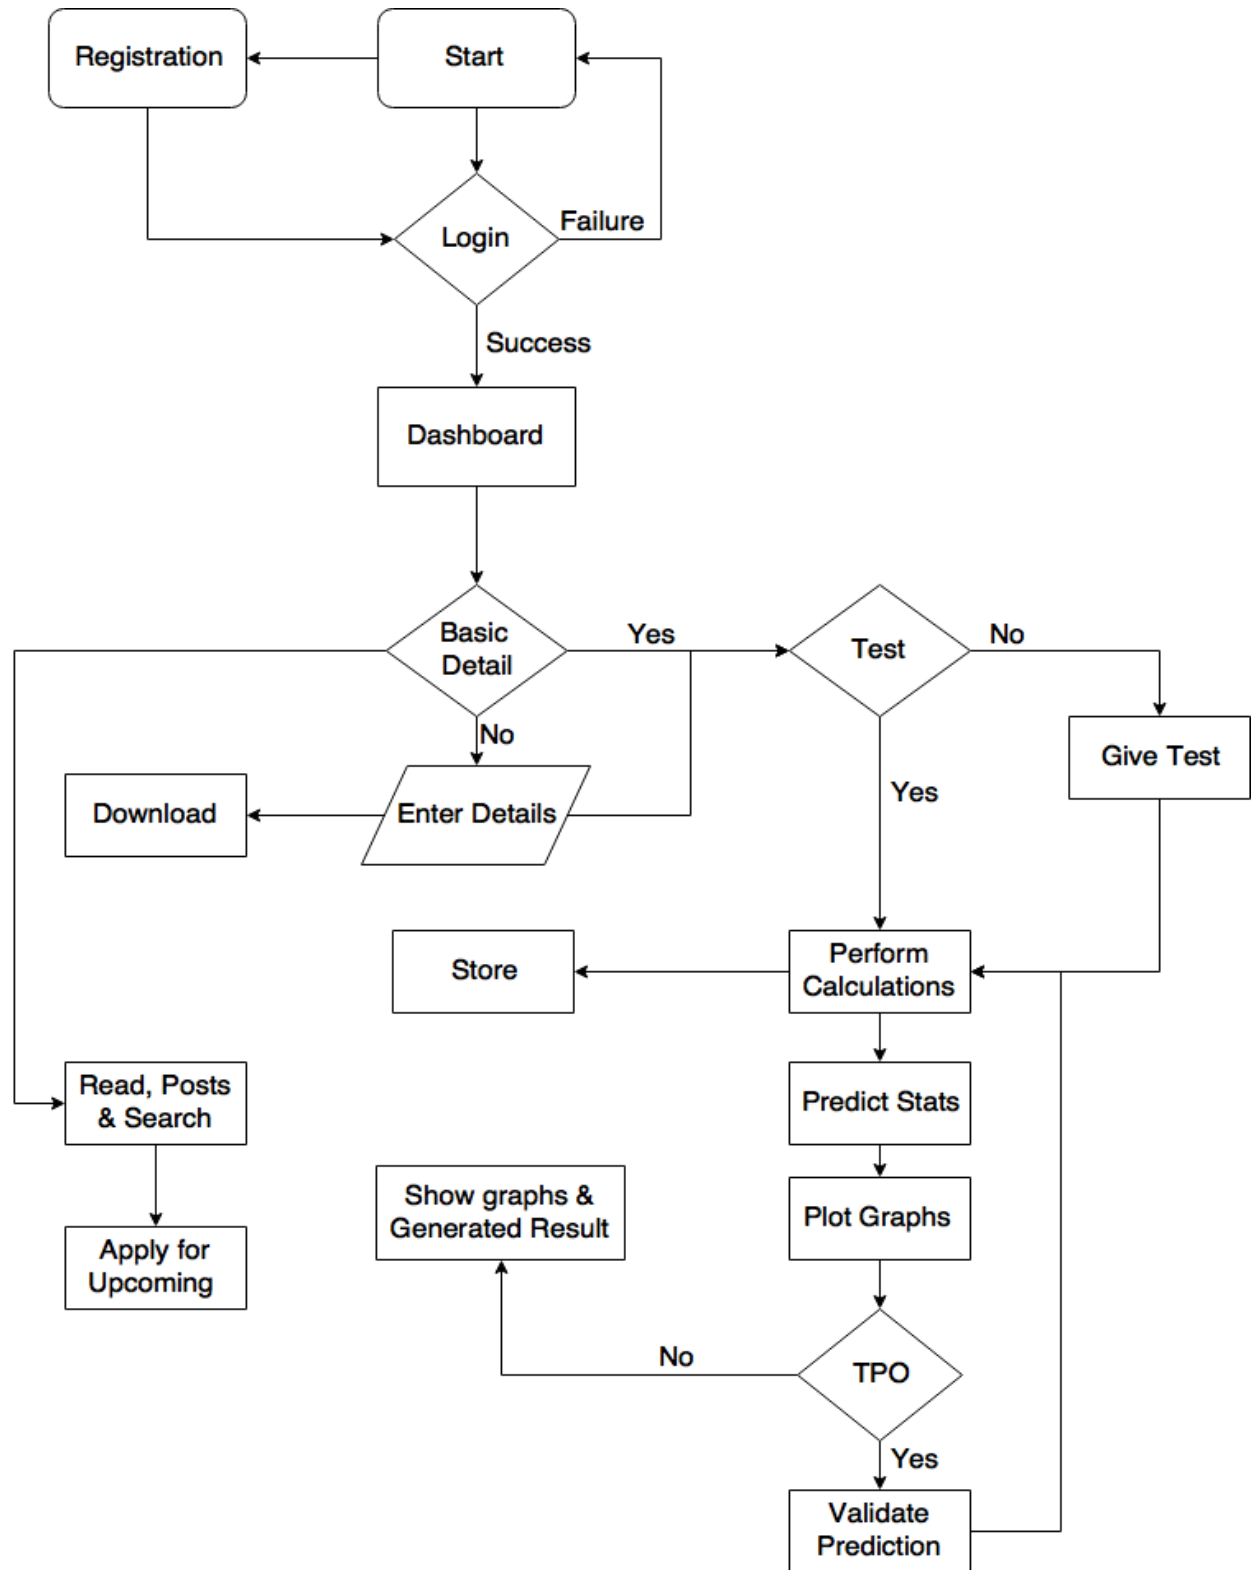 Registration
Start
Failure
Login
Success
Dashboard
Basic
Detail
Yes
Test
No
No
Give Test
Download
Enter Details
Yes
Store
Perform
Calculations
Read, Posts
& Search
Predict Stats
Show graphs &
Generated Result
Plot Graphs
Apply for
Upcoming
No
TPO
Yes
Validate
Prediction